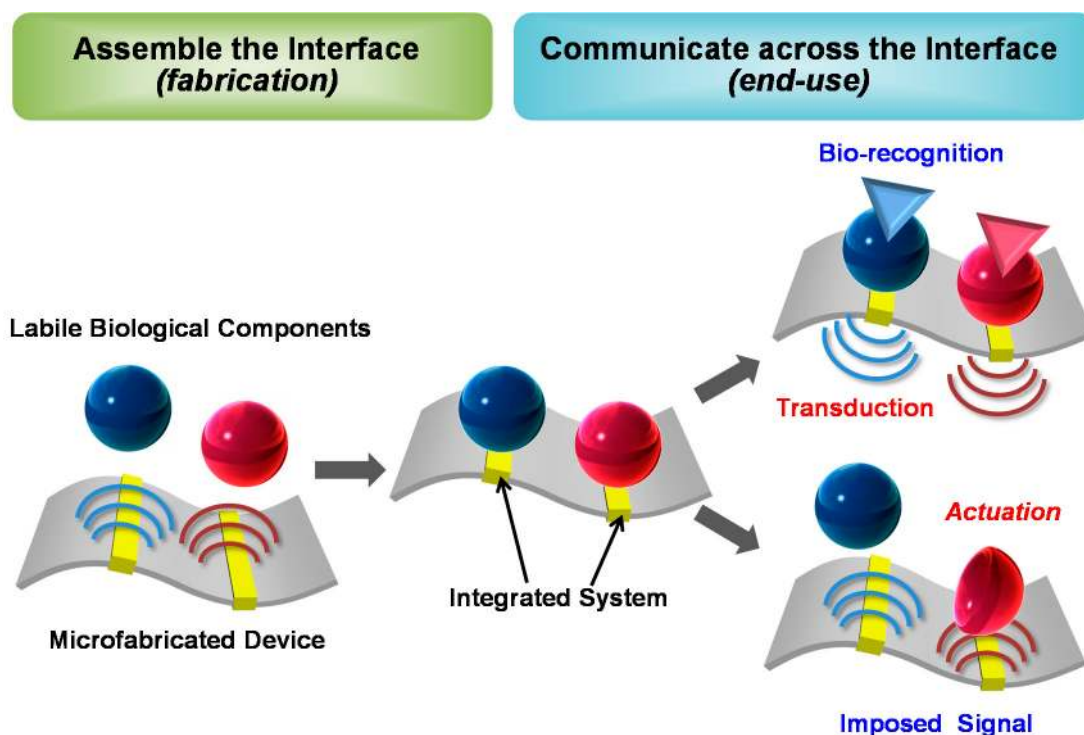 Assemble the Interface
(fabrication)
Communicate across the Interface
(end-use)
Bio-recognition
Labile Biological Components
Transduction
Actuation
Integrated System
Microfabricated Device
Imposed Signal